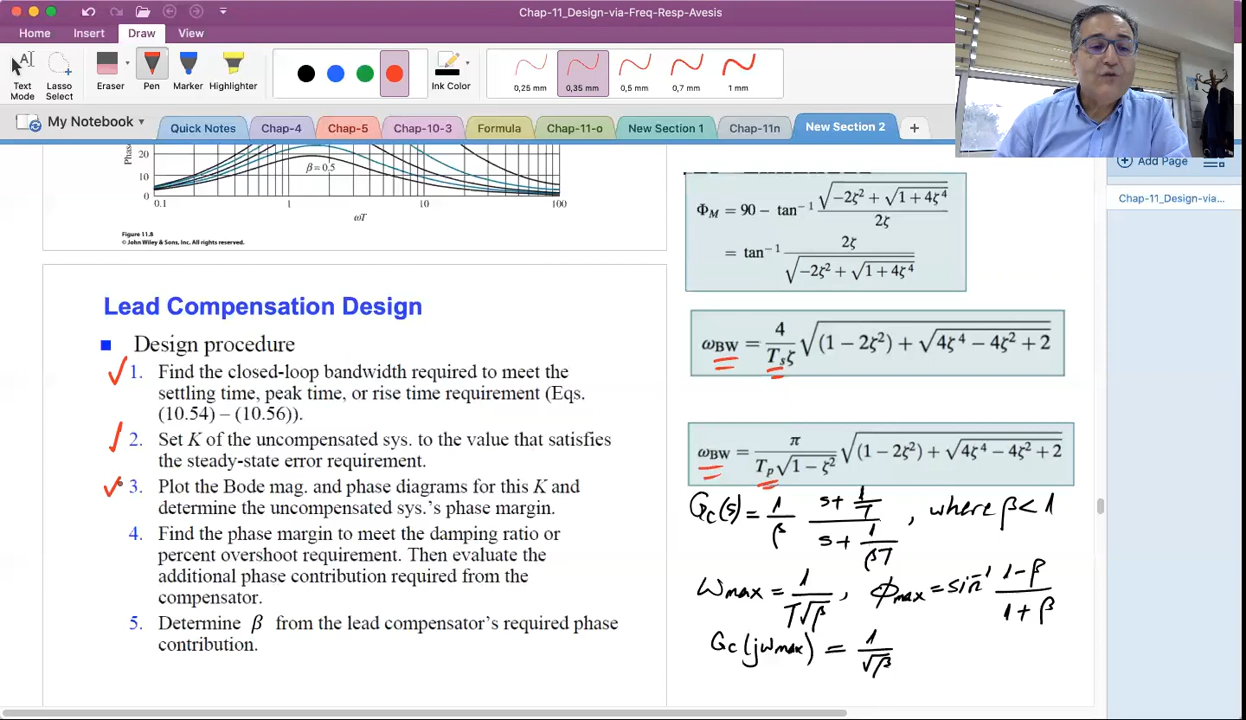 Chap-11_Design-via-Freq-Resp-Avesis
Home Insert Draw View
Text Mode
Lasso Select
Eraser
Pen
Marker
Highlighter
Ink Color
0,25 mm
0,35 mm
0,5 mm
0,7 mm
1 mm
My Notebook
Quick Notes
Chap-4
Chap-5
Chap-10-3
Formula
Chap-11-o
New Section 1
Chap-11n
New Section 2
Add Page
Chap-11_Design-via...
20
10
0
β = 0.5
0.1 1 10 100
ωT
Figure 11.8
© John Wiley & Sons, Inc. All rights reserved.
Lead Compensation Design
Design procedure
1. Find the closed-loop bandwidth required to meet the
settling time, peak time, or rise time requirement (Eqs.
(10.54) – (10.56)).
2. Set K of the uncompensated sys. to the value that satisfies
the steady-state error requirement.
3. Plot the Bode mag. and phase diagrams for this K and
determine the uncompensated sys.'s phase margin.
4. Find the phase margin to meet the damping ratio or
percent overshoot requirement. Then evaluate the
additional phase contribution required from the
compensator.
5. Determine β from the lead compensator's required phase
contribution.
Φ_M = 90 − tan⁻¹ √(−2ζ² + √(1 + 4ζ⁴)) / 2ζ
= tan⁻¹ 2ζ / √(−2ζ² + √(1 + 4ζ⁴))
ω_BW = 4/(T_sζ) √((1 − 2ζ²) + √(4ζ⁴ − 4ζ² + 2))
ω_BW = π/(T_p√(1 − ζ²)) √((1 − 2ζ²) + √(4ζ⁴ − 4ζ² + 2))
G_c(s) = 1/β (s + 1/T)/(s + 1/βT), where β < 1
ω_max = 1/(T√β), φ_max = sin⁻¹ (1−β)/(1+β)
G_c(jω_max) = 1/√β